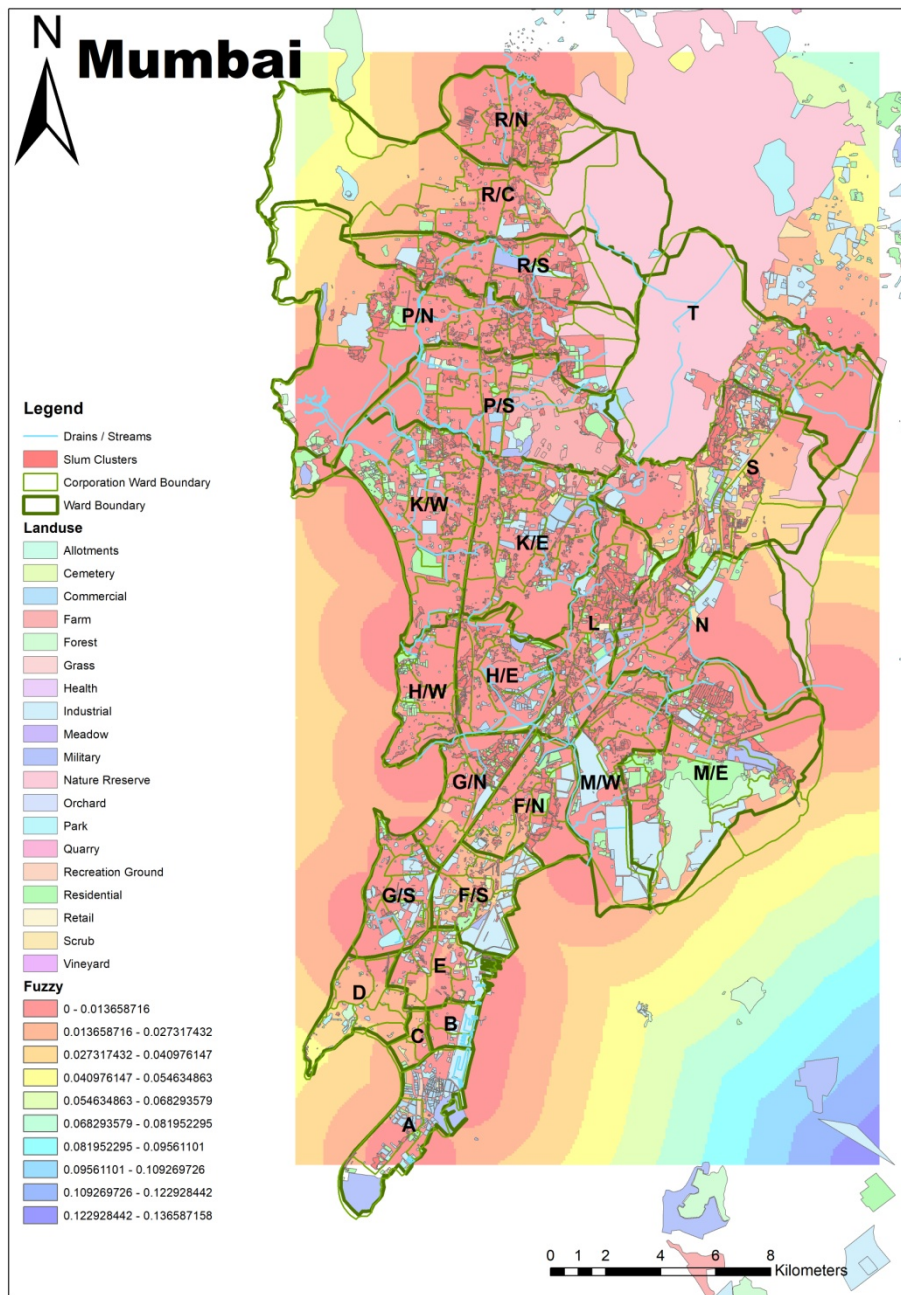 N
Mumbai
R/N
R/C
R/S
T
P/N
P/S
S
K/W
K/E
L
N
H/E
H/W
M/E
G/N
M/W
F/N
G/S
F/S
E
D
B
C
A
Legend
Drains / Streams
Slum Clusters
Corporation Ward Boundary
Ward Boundary
Landuse
Allotments
Cemetery
Commercial
Farm
Forest
Grass
Health
Industrial
Meadow
Military
Nature Reserve
Orchard
Park
Quarry
Recreation Ground
Residential
Retail
Scrub
Vineyard
Fuzzy
0 - 0.013658716
0.013658716 - 0.027317432
0.027317432 - 0.040976147
0.040976147 - 0.054634863
0.054634863 - 0.068293579
0.068293579 - 0.081952295
0.081952295 - 0.09561101
0.09561101 - 0.109269726
0.109269726 - 0.122928442
0.122928442 - 0.136587158
0 1 2 4 6 8
Kilometers